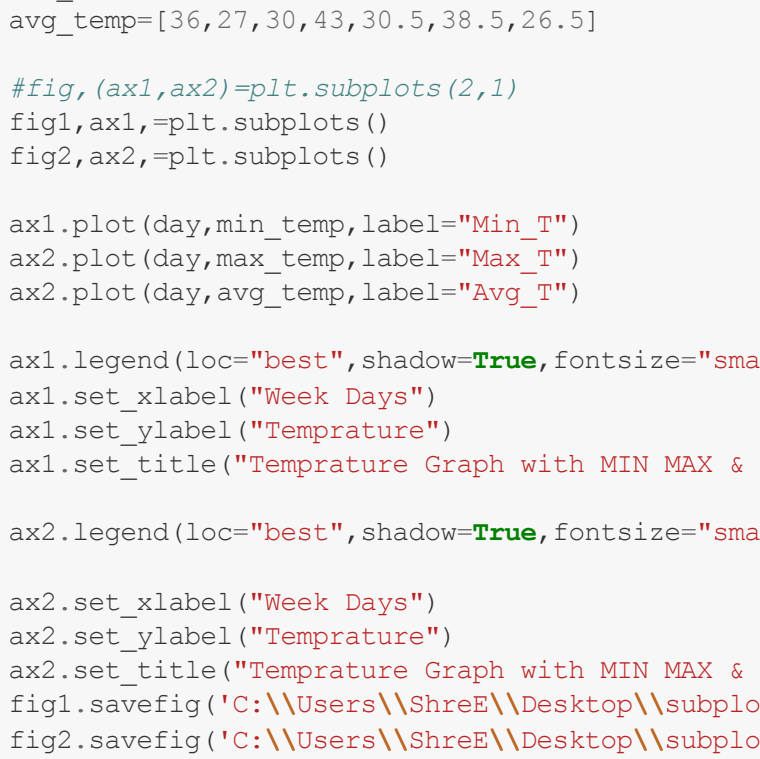 avg_temp=[36,27,30,43,30.5,38.5,26.5]
#fig,(ax1,ax2)=plt.subplots(2,1)
fig1,ax1,=plt.subplots()
fig2,ax2,=plt.subplots()
ax1.plot(day,min_temp,label="Min_T")
ax2.plot(day,max_temp,label="Max_T")
ax2.plot(day,avg_temp,label="Avg_T")
ax1.legend(loc="best",shadow=True,fontsize="sma
ax1.set_xlabel("Week Days")
ax1.set_ylabel("Temprature")
ax1.set_title("Temprature Graph with MIN MAX &
ax2.legend(loc="best",shadow=True,fontsize="sma
ax2.set_xlabel("Week Days")
ax2.set_ylabel("Temprature")
ax2.set_title("Temprature Graph with MIN MAX &
fig1.savefig('C:\\Users\\ShreE\\Desktop\\subplo
fig2.savefig('C:\\Users\\ShreE\\Desktop\\subplo